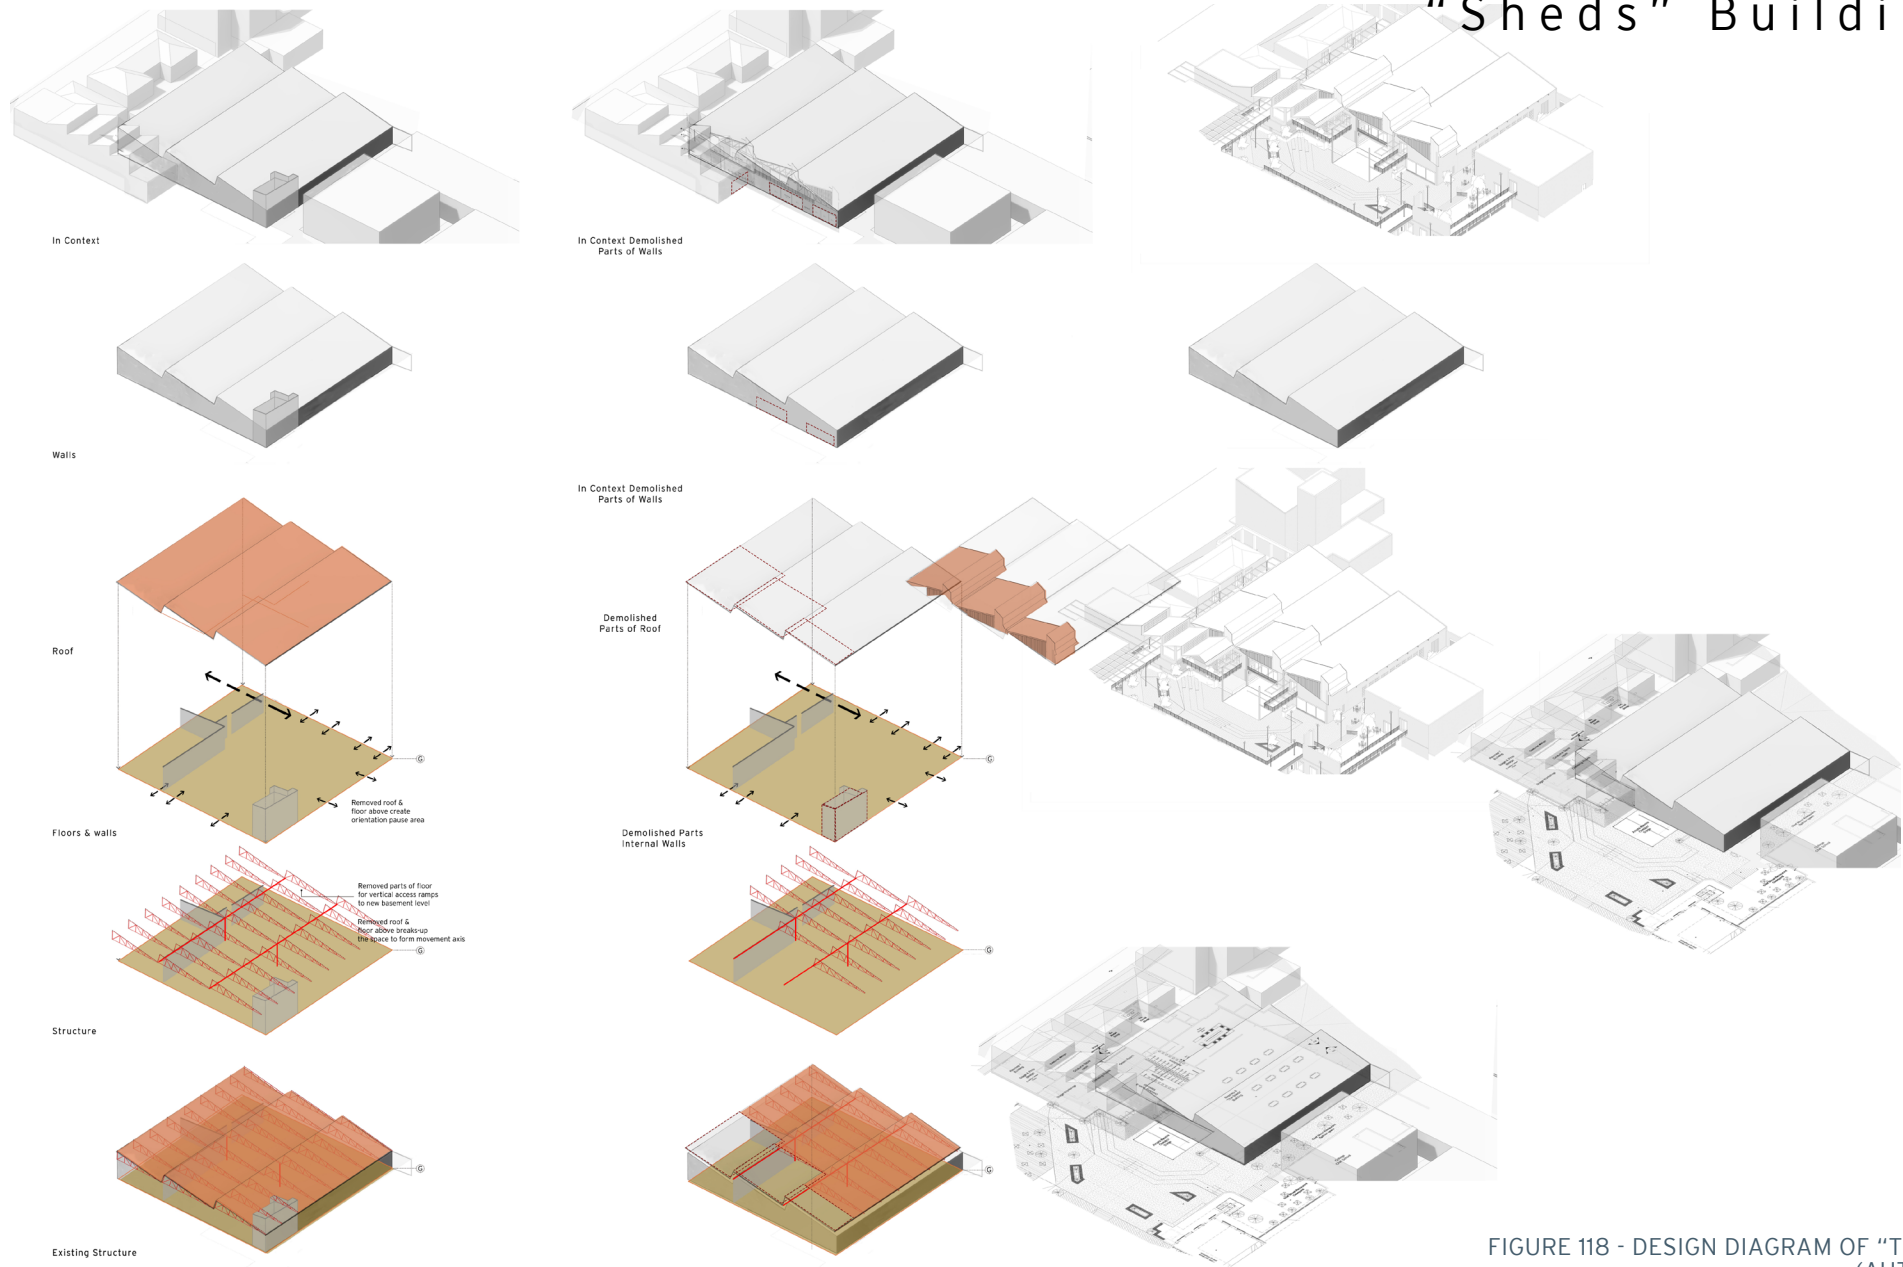 "Sheds" Buildi
In Context
In Context Demolished
Parts of Walls
Walls
In Context Demolished
Parts of Walls
Roof
Demolished
Parts of Roof
G
G
Removed roof &
floor above create
orientation pause area
Floors & walls
Demolished Parts
Internal Walls
Removed parts of floor
for vertical access ramps
to new basement level
Removed roof &
floor above breaks-up
the space to form movement axis
G
G
Structure
G
G
Existing Structure
FIGURE 118 - DESIGN DIAGRAM OF "T